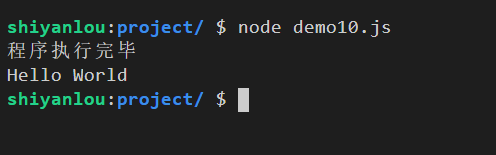 shiyanlou:project/ $ node demo10.js
程序执行完毕
Hello World
shiyanlou:project/ $